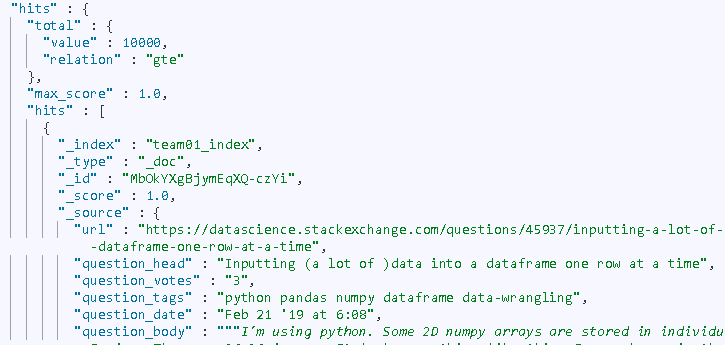 "hits" : {
"total" : {
"value" : 10000,
"relation" : "gte"
},
"max_score" : 1.0,
"hits" : [
{
"_index" : "team01_index",
"_type" : "_doc",
"_id" : "MbOkYXgBjymEqXQ-czYi",
"_score" : 1.0,
"_source" : {
"url" : "https://datascience.stackexchange.com/questions/45937/inputting-a-lot-of-
-dataframe-one-row-at-a-time",
"question_head" : "Inputting (a lot of )data into a dataframe one row at a time",
"question_votes" : "3",
"question_tags" : "python pandas numpy dataframe data-wrangling",
"question_date" : "Feb 21 '19 at 6:08",
"question_body" : """I'm using python. Some 2D numpy arrays are stored in individu